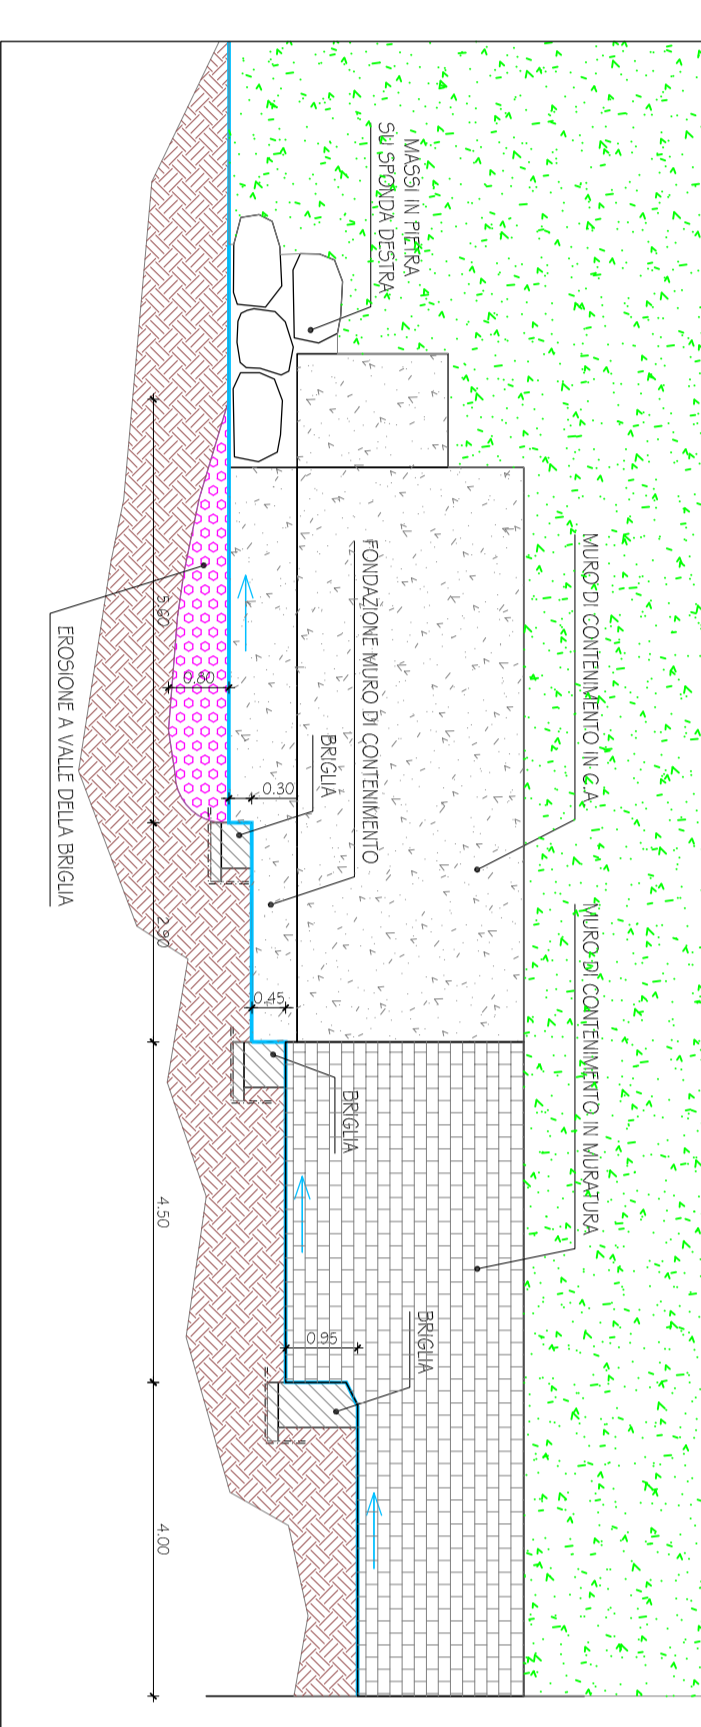 MASSI IN PIETRA
SU SPONDA DESTRA
MURO DI CONTENIMENTO IN C.A.
MURO DI CONTENIMENTO IN MURATURA
FONDAZIONE MURO DI CONTENIMENTO
BRIGLIA
BRIGLIA
BRIGLIA
0.80
0.30
0.45
0.95
5.60
2.90
4.50
4.00
EROSIONE A VALLE DELLA BRIGLIA